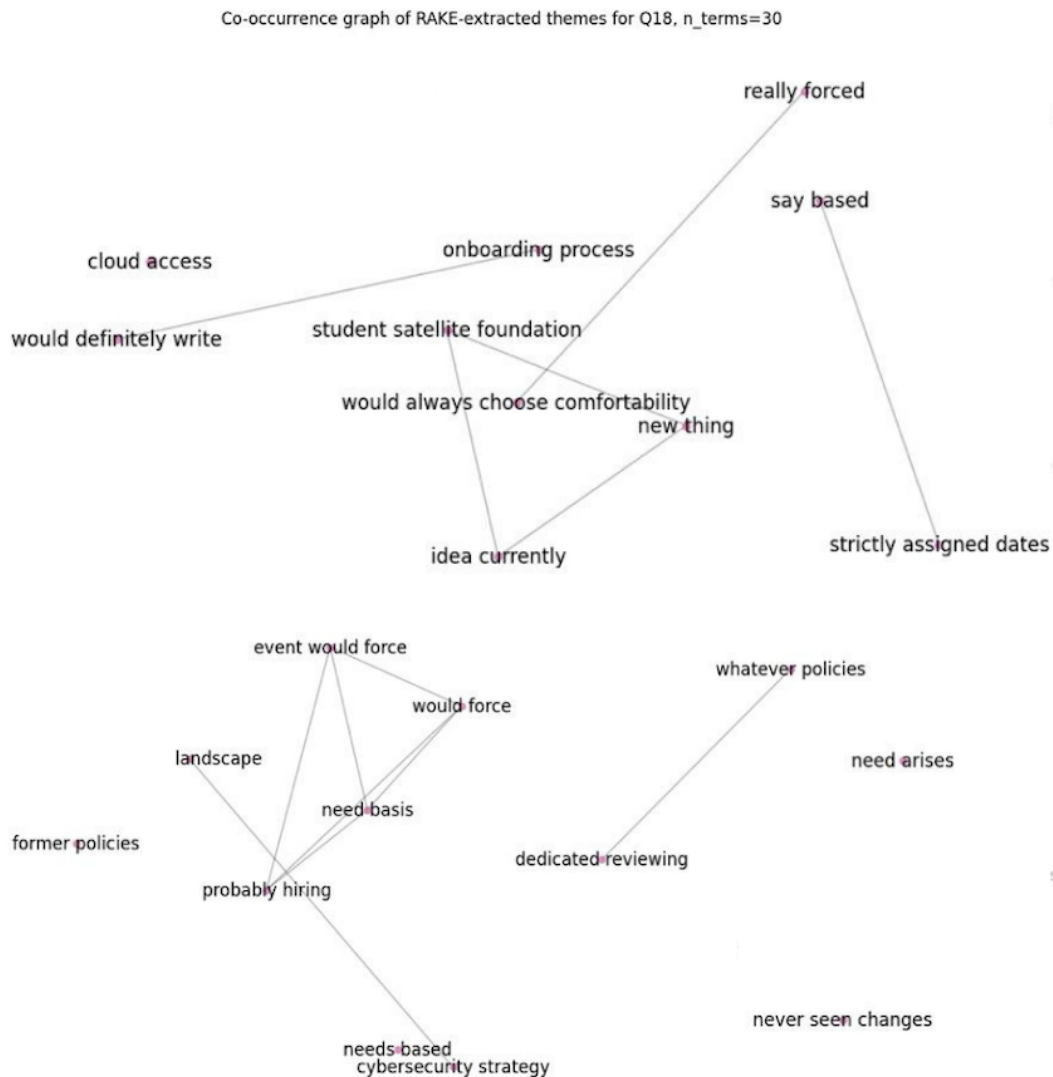 Co-occurrence graph of RAKE-extracted themes for Q18, n_terms=30
really forced
say based
onboarding process
cloud access
would definitely write
student satellite foundation
would always choose comfortability
new thing
strictly assigned dates
idea currently
event would force
whatever policies
would force
landscape
need arises
need basis
former policies
dedicated reviewing
probably hiring
never seen changes
needs based
cybersecurity strategy